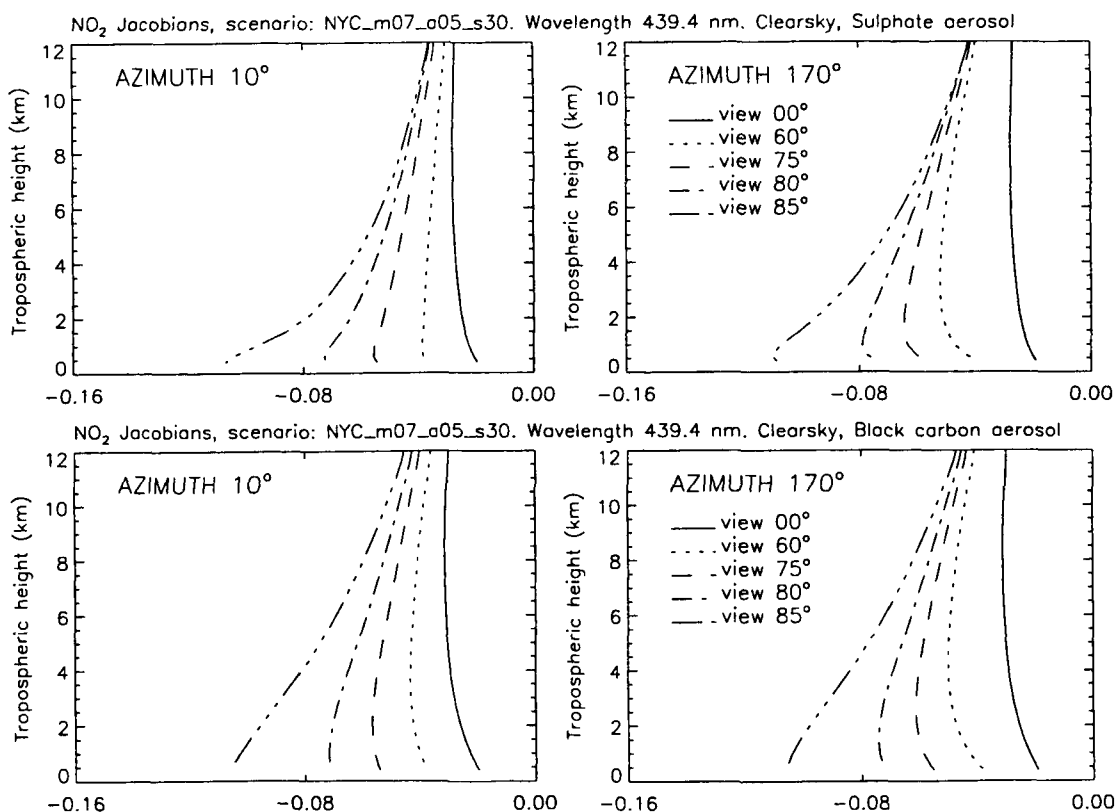 NO2 Jacobians, scenario: NYC_m07_a05_s30. Wavelength 439.4 nm. Clearsky, Sulphate aerosol
Tropospheric height (km)
12
10
8
6
4
2
0
AZIMUTH 10°
-0.16
-0.08
0.00
Tropospheric height (km)
12
10
8
6
4
2
0
AZIMUTH 170°
view 00°
view 60°
view 75°
view 80°
view 85°
-0.16
-0.08
0.00
NO2 Jacobians, scenario: NYC_m07_a05_s30. Wavelength 439.4 nm. Clearsky, Black carbon aerosol
Tropospheric height (km)
12
10
8
6
4
2
0
AZIMUTH 10°
-0.16
-0.08
0.00
Tropospheric height (km)
12
10
8
6
4
2
0
AZIMUTH 170°
view 00°
view 60°
view 75°
view 80°
view 85°
-0.16
-0.08
0.00